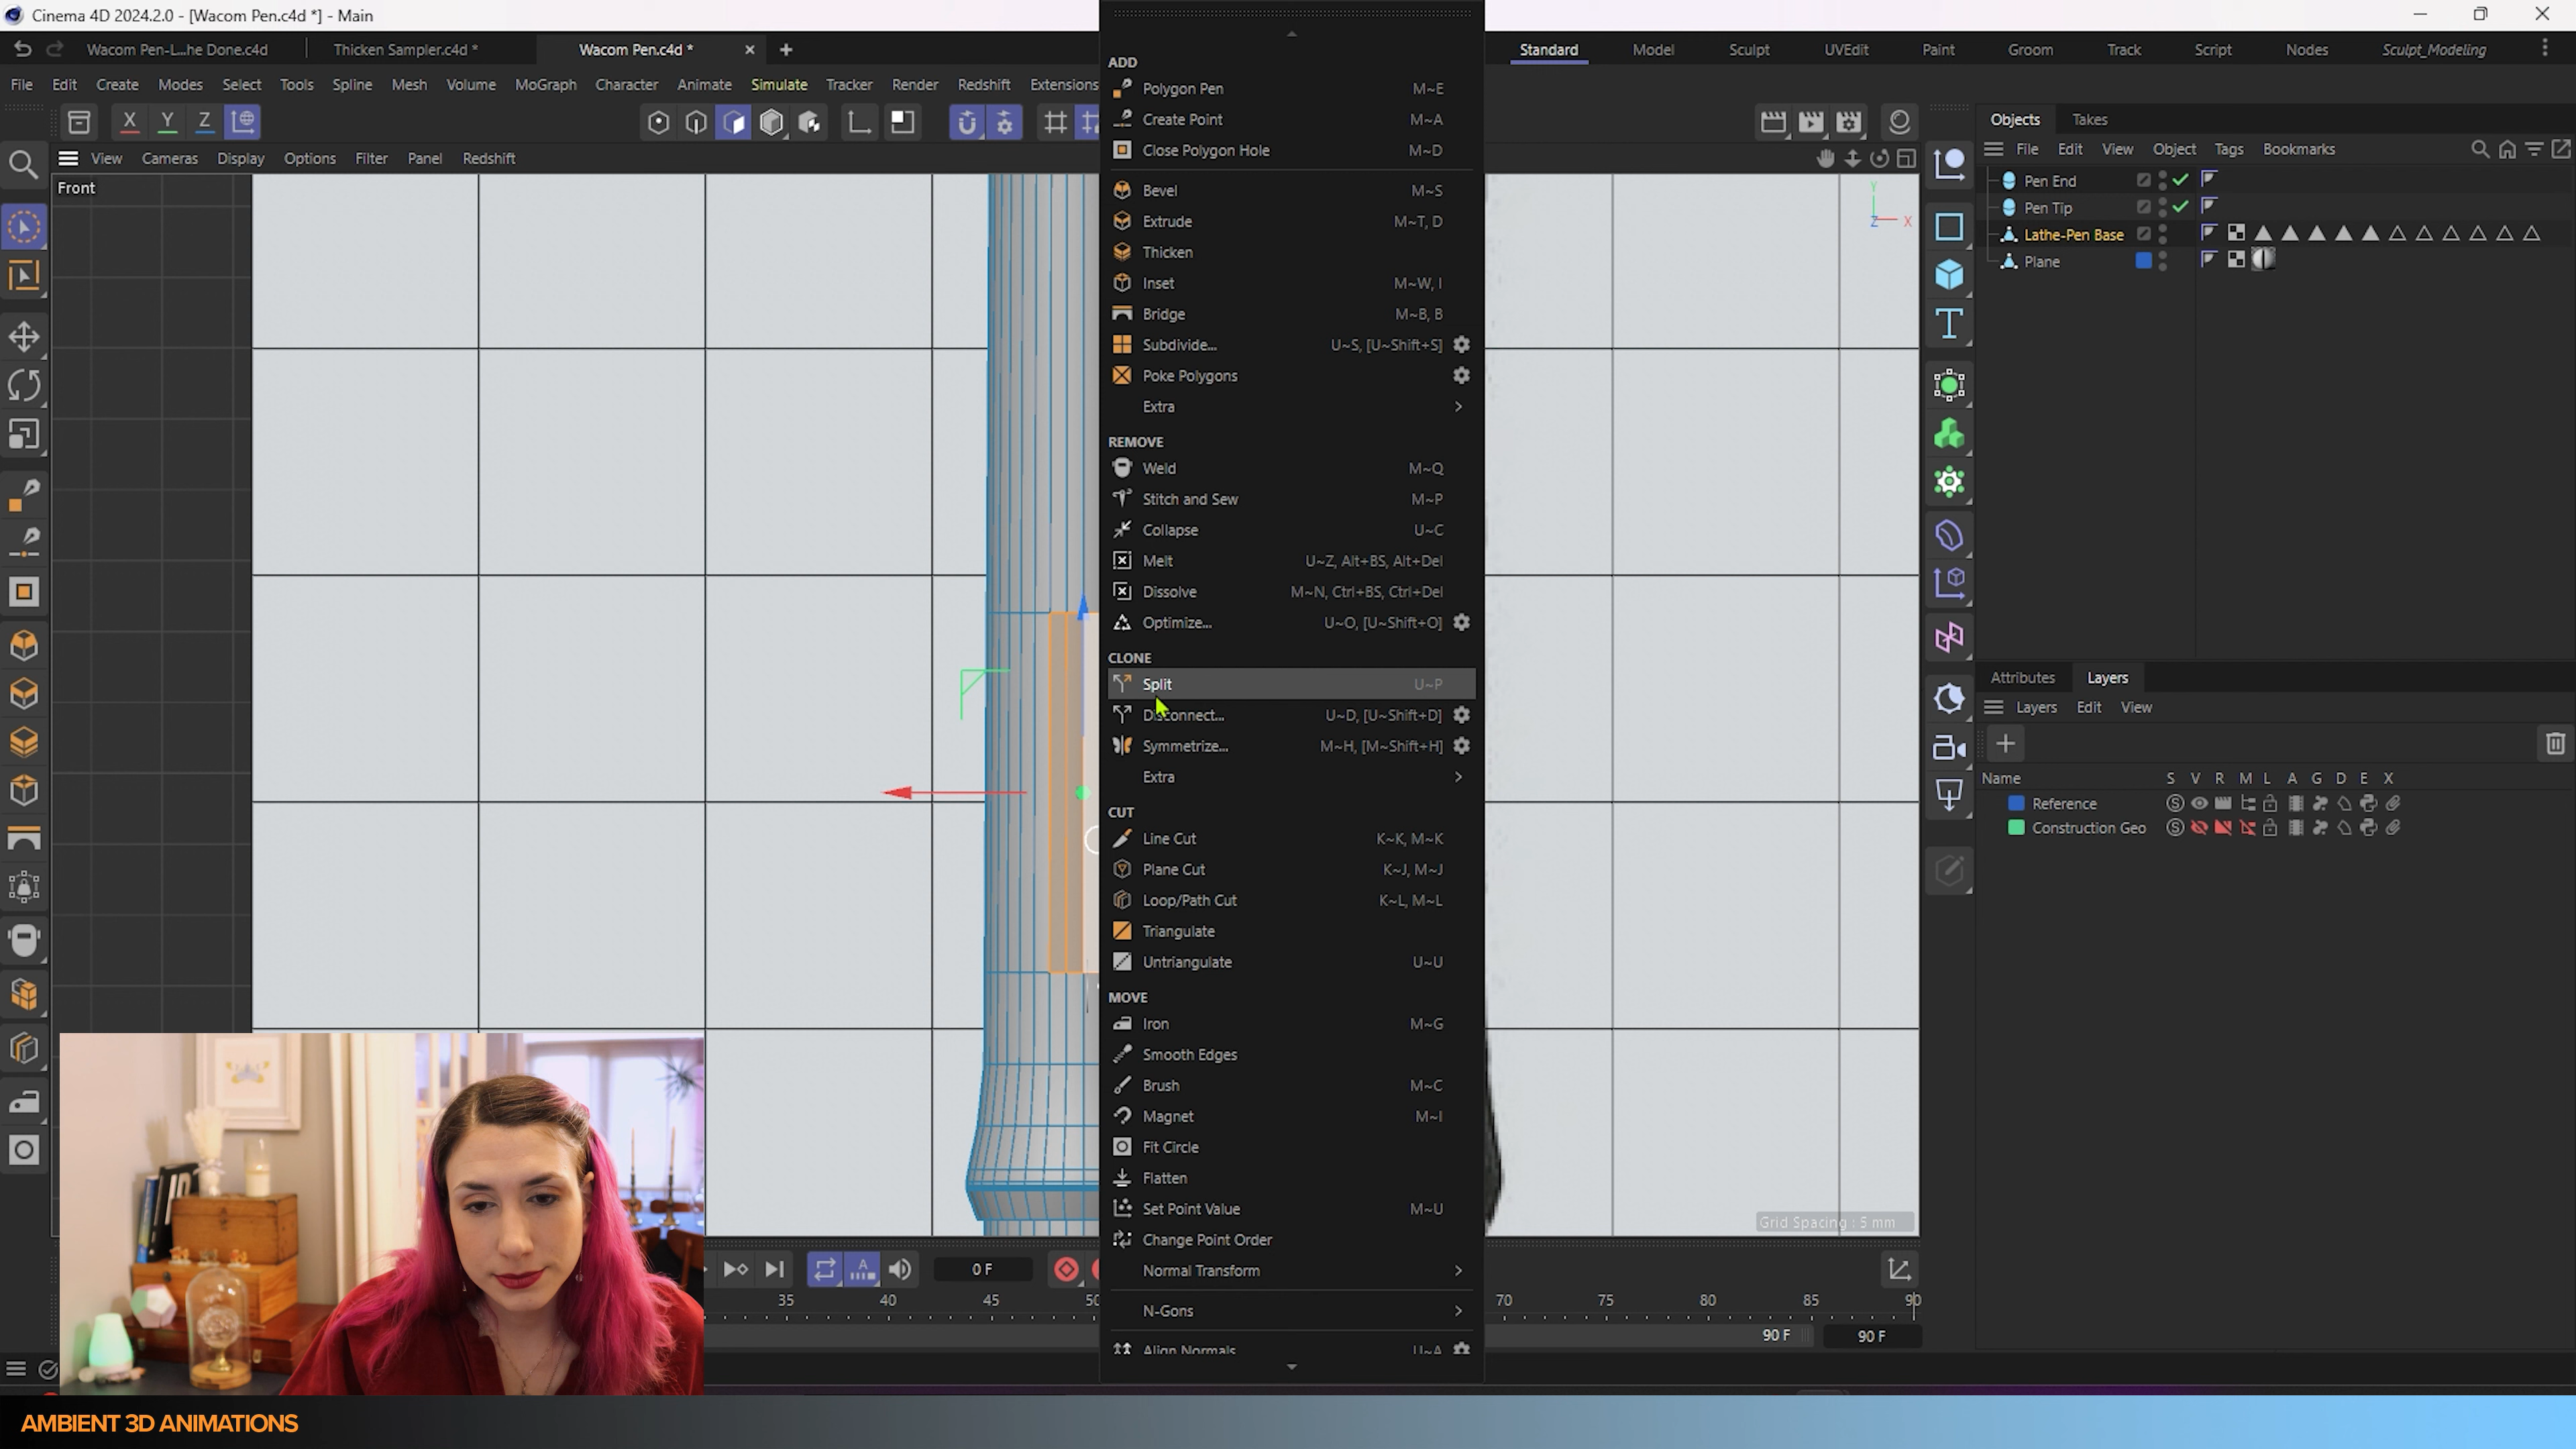 Cinema 4D 2024.2.0 - [Wacom Pen.c4d *] - Main
Wacom Pen-L...he Done.c4d
Thicken Sampler.c4d *
Wacom Pen.c4d *
Standard
Model
Sculpt
UVEdit
Paint
Groom
Track
Script
Nodes
Sculpt_Modeling
File Edit Create Modes Select Tools Spline Mesh Volume MoGraph Character Animate Simulate Tracker Render Redshift Extensions
X Y Z
View Cameras Display Options Filter Panel Redshift
Front
Y
Z X
Grid Spacing : 5 mm
ADD
Polygon Pen M~E
Create Point M~A
Close Polygon Hole M~D
Bevel M~S
Extrude M~T, D
Thicken
Inset M~W, I
Bridge M~B, B
Subdivide... U~S, [U~Shift+S]
Poke Polygons
Extra
REMOVE
Weld M~Q
Stitch and Sew M~P
Collapse U~C
Melt U~Z, Alt+BS, Alt+Del
Dissolve M~N, Ctrl+BS, Ctrl+Del
Optimize... U~O, [U~Shift+O]
CLONE
Split U~P
Disconnect... U~D, [U~Shift+D]
Symmetrize... M~H, [M~Shift+H]
Extra
CUT
Line Cut K~K, M~K
Plane Cut K~J, M~J
Loop/Path Cut K~L, M~L
Triangulate
Untriangulate U~U
MOVE
Iron M~G
Smooth Edges
Brush M~C
Magnet M~I
Fit Circle
Flatten
Set Point Value M~U
Change Point Order
Normal Transform
N-Gons
Align Normals U~A
Objects Takes
File Edit View Object Tags Bookmarks
Pen End
Pen Tip
Lathe-Pen Base
Plane
Attributes Layers
Layers Edit View
Name S V R M L A G D E X
Reference
Construction Geo
A
0 F
35 40 45 50 70 75 80 85 90
90 F 90 F
AMBIENT 3D ANIMATIONS